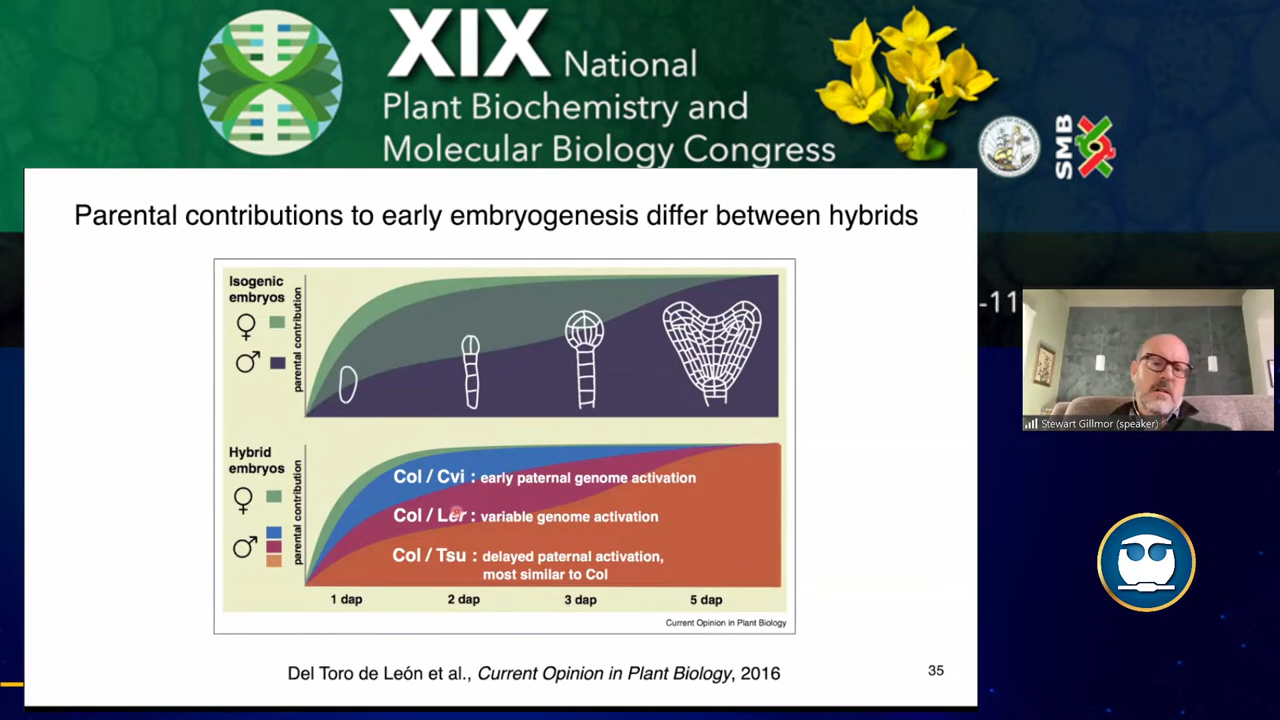 XIX National
Plant Biochemistry and
Molecular Biology Congress
SMB
Parental contributions to early embryogenesis differ between hybrids
Isogenic
embryos
♀
♂
parental contribution
Hybrid
embryos
♀
♂
parental contribution
Col / Cvi : early paternal genome activation
Col / Ler : variable genome activation
Col / Tsu : delayed paternal activation,
most similar to Col
1 dap 2 dap 3 dap 5 dap
Current Opinion in Plant Biology
Del Toro de León et al., Current Opinion in Plant Biology, 2016
35
-11
Stewart Gillmor (speaker)